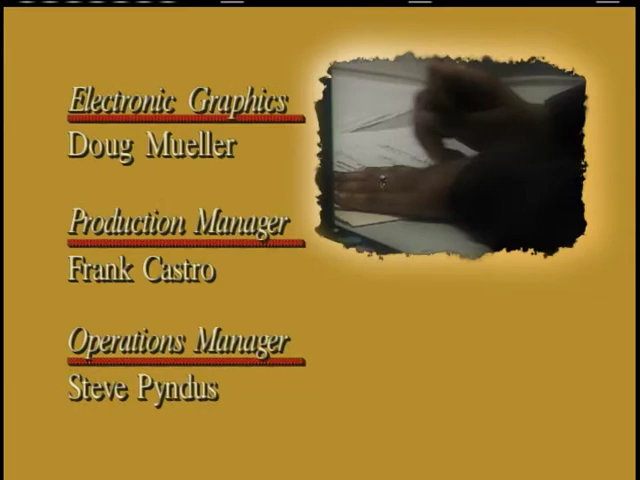 Electronic Graphics
Doug Mueller
Production Manager
Frank Castro
Operations Manager
Steve Pyndus